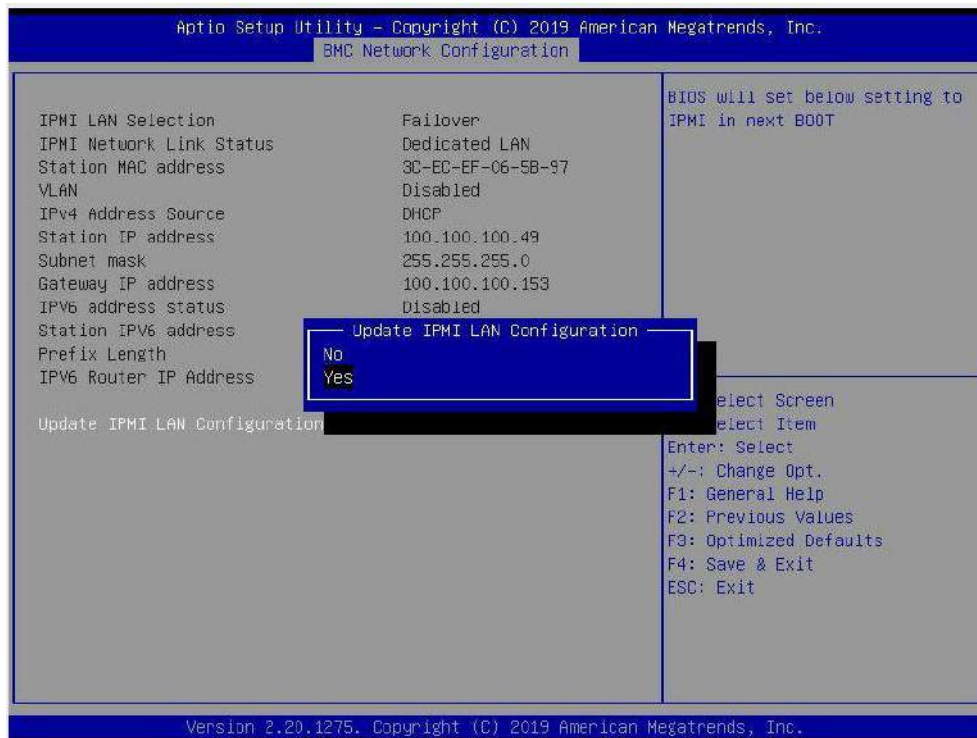 Aptio Setup Utility – Copyright (C) 2019 American Megatrends, Inc.
BMC Network Configuration
IPMI LAN Selection Failover
IPMI Network Link Status Dedicated LAN
Station MAC address 3C-EC-EF-06-5B-97
VLAN Disabled
IPv4 Address Source DHCP
Station IP address 100.100.100.49
Subnet mask 255.255.255.0
Gateway IP address 100.100.100.153
IPV6 address status Disabled
Station IPV6 address
Prefix Length
IPV6 Router IP Address
Update IPMI LAN Configuration
Update IPMI LAN Configuration
No
Yes
BIOS will set below setting to
IPMI in next BOOT
elect Screen
elect Item
Enter: Select
+/-: Change Opt.
F1: General Help
F2: Previous Values
F3: Optimized Defaults
F4: Save & Exit
ESC: Exit
Version 2.20.1275. Copyright (C) 2019 American Megatrends, Inc.